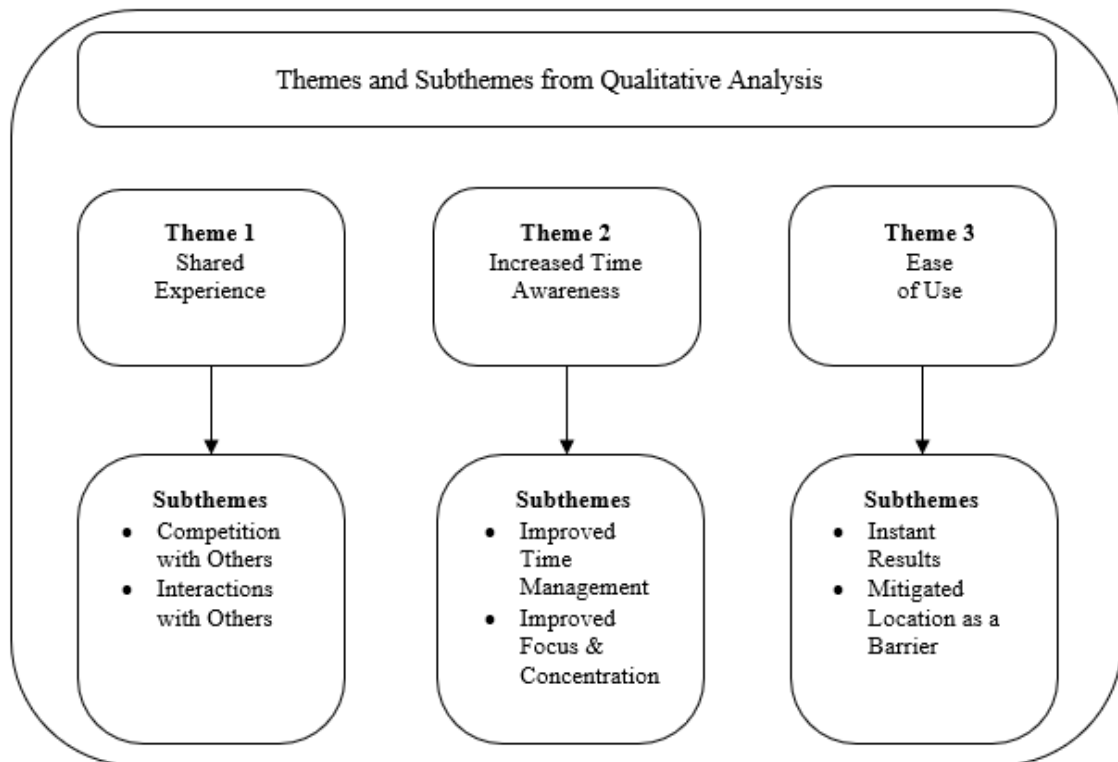 Themes and Subthemes from Qualitative Analysis
Theme 1
Shared
Experience
Theme 2
Increased Time
Awareness
Theme 3
Ease
of Use
Subthemes
● Competition
with Others
● Interactions
with Others
Subthemes
● Improved
Time
Management
● Improved
Focus &
Concentration
Subthemes
● Instant
Results
● Mitigated
Location as a
Barrier